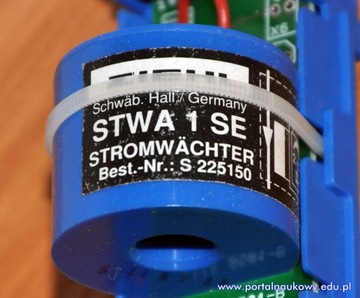 Schwäb. Hall / Germany
STWA 1 SE
STROMWÄCHTER
Best.-Nr.: S 225150
www.portalnaukowy.edu.pl